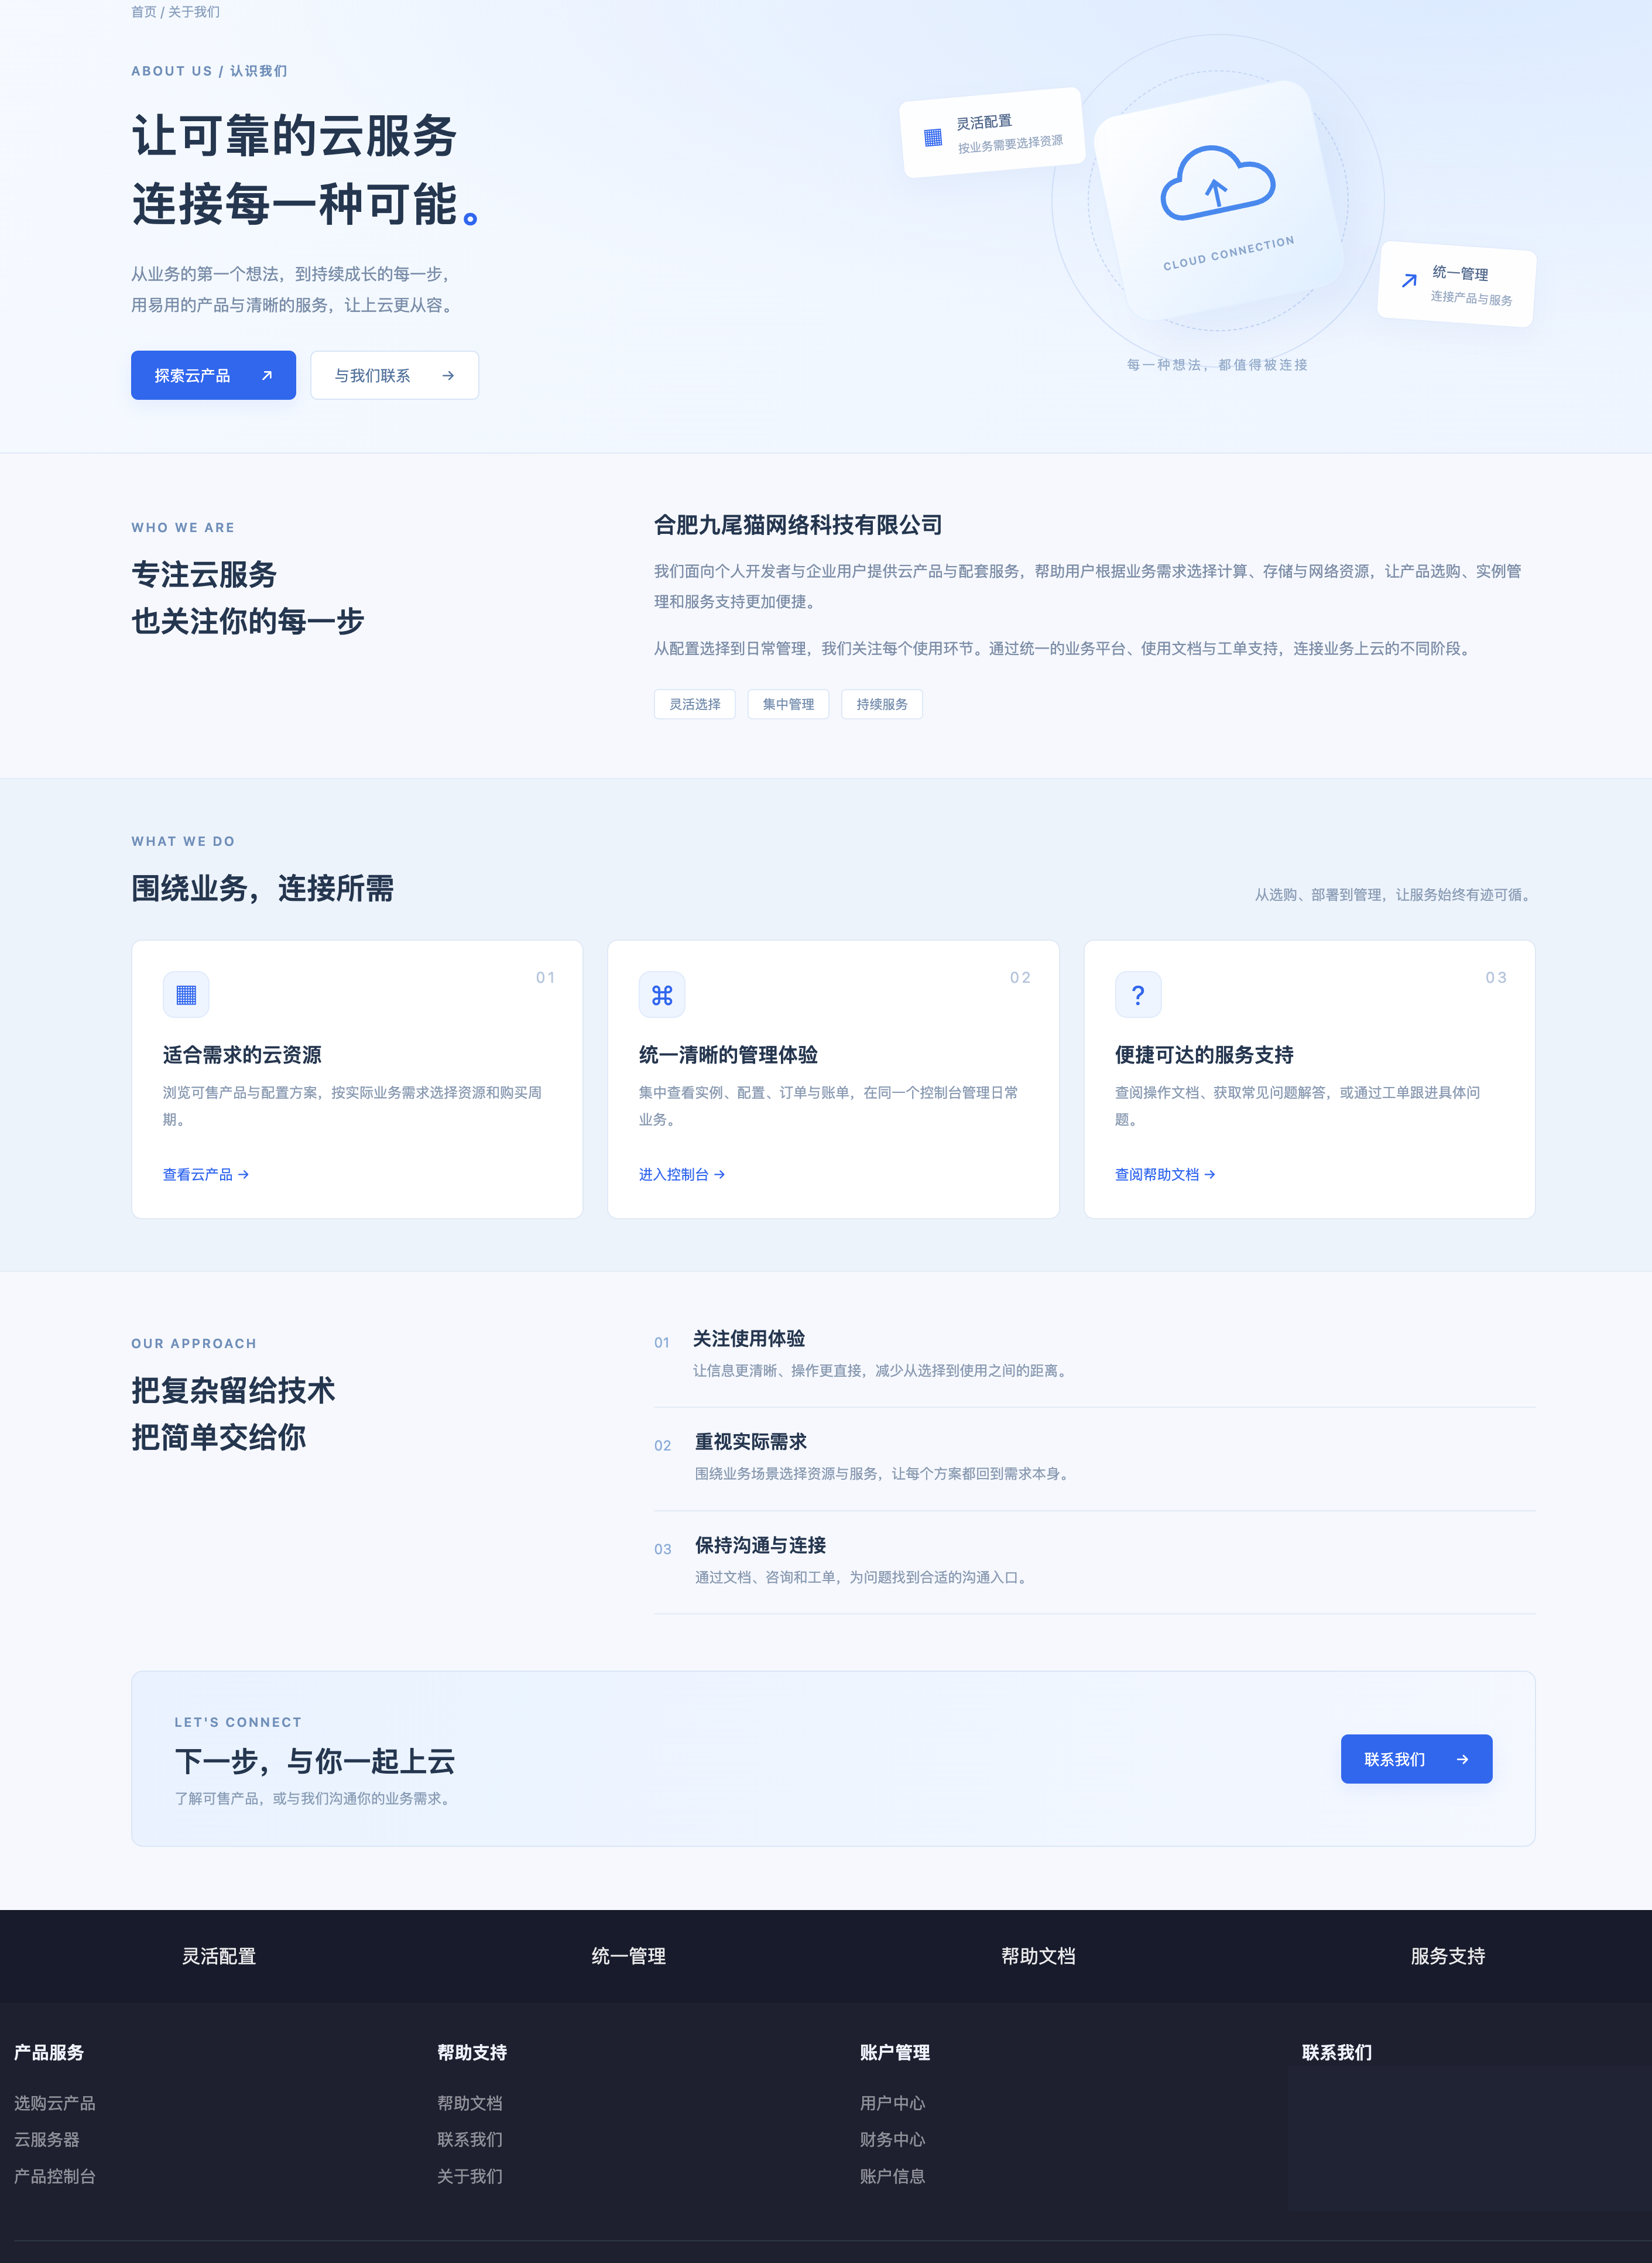 首页 / 关于我们
ABOUT US / 认识我们
让可靠的云服务
连接每一种可能。
从业务的第一个想法，到持续成长的每一步，
用易用的产品与清晰的服务，让上云更从容。
探索云产品 ↗
与我们联系 →
灵活配置
按业务需要选择资源
CLOUD CONNECTION
统一管理
连接产品与服务
每一种想法，都值得被连接
WHO WE ARE
专注云服务
也关注你的每一步
合肥九尾猫网络科技有限公司
我们面向个人开发者与企业用户提供云产品与配套服务，帮助用户根据业务需求选择计算、存储与网络资源，让产品选购、实例管
理和服务支持更加便捷。
从配置选择到日常管理，我们关注每个使用环节。通过统一的业务平台、使用文档与工单支持，连接业务上云的不同阶段。
灵活选择
集中管理
持续服务
WHAT WE DO
围绕业务，连接所需
从选购、部署到管理，让服务始终有迹可循。
01
适合需求的云资源
浏览可售产品与配置方案，按实际业务需求选择资源和购买周
期。
查看云产品 →
⌘
02
统一清晰的管理体验
集中查看实例、配置、订单与账单，在同一个控制台管理日常
业务。
进入控制台 →
?
03
便捷可达的服务支持
查阅操作文档、获取常见问题解答，或通过工单跟进具体问
题。
查阅帮助文档 →
OUR APPROACH
把复杂留给技术
把简单交给你
01
关注使用体验
让信息更清晰、操作更直接，减少从选择到使用之间的距离。
02
重视实际需求
围绕业务场景选择资源与服务，让每个方案都回到需求本身。
03
保持沟通与连接
通过文档、咨询和工单，为问题找到合适的沟通入口。
LET'S CONNECT
下一步，与你一起上云
了解可售产品，或与我们沟通你的业务需求。
联系我们 →
灵活配置
统一管理
帮助文档
服务支持
产品服务
选购云产品
云服务器
产品控制台
帮助支持
帮助文档
联系我们
关于我们
账户管理
用户中心
财务中心
账户信息
联系我们